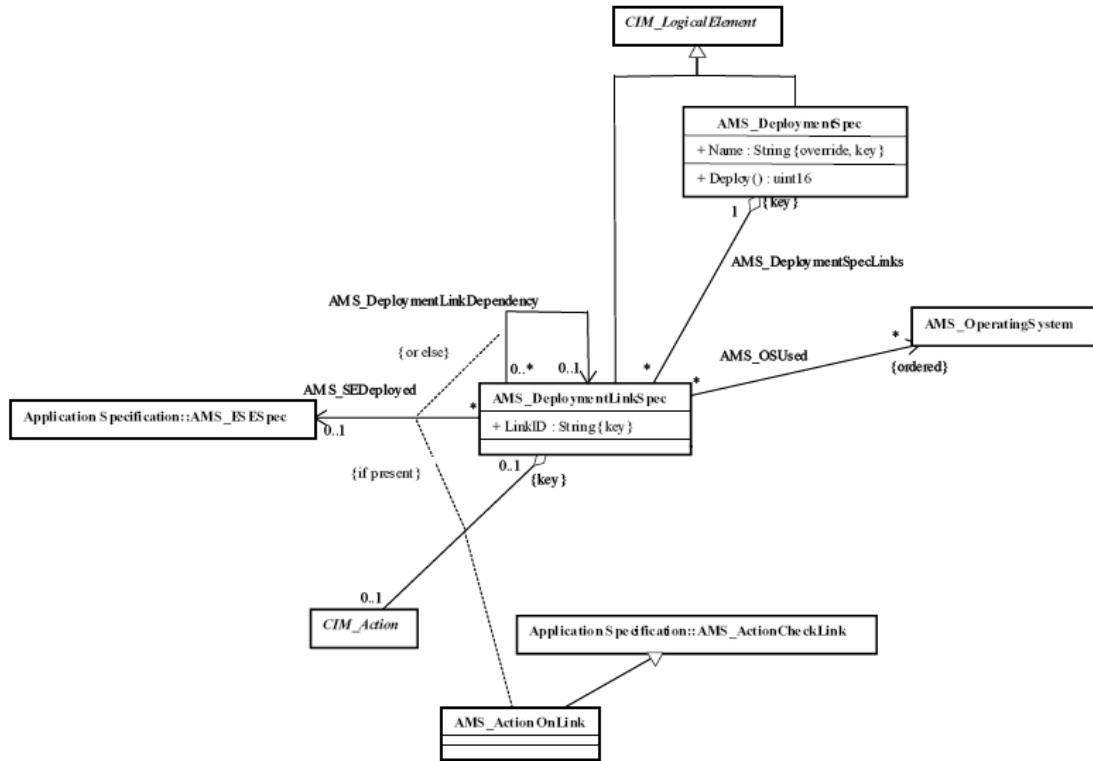 CIM_LogicalElement
AMS_DeploymentSpec
+ Name : String {override, key}
+ Deploy() : uint16
1
{key}
AMS_DeploymentSpecLinks
AMS_DeploymentLinkDependency
AMS_OperatingSystem
*
{or else}
0..*
0..1
*
AMS_OSUsed
{ordered}
*
AMS_SEDeployed
AMS_DeploymentLinkSpec
Application Specification::AMS_ESESpec
*
+ LinkID : String {key}
0..1
{if present}
0..1
{key}
0..1
CIM_Action
Application Specification::AMS_ActionCheckLink
AMS_ActionOnLink